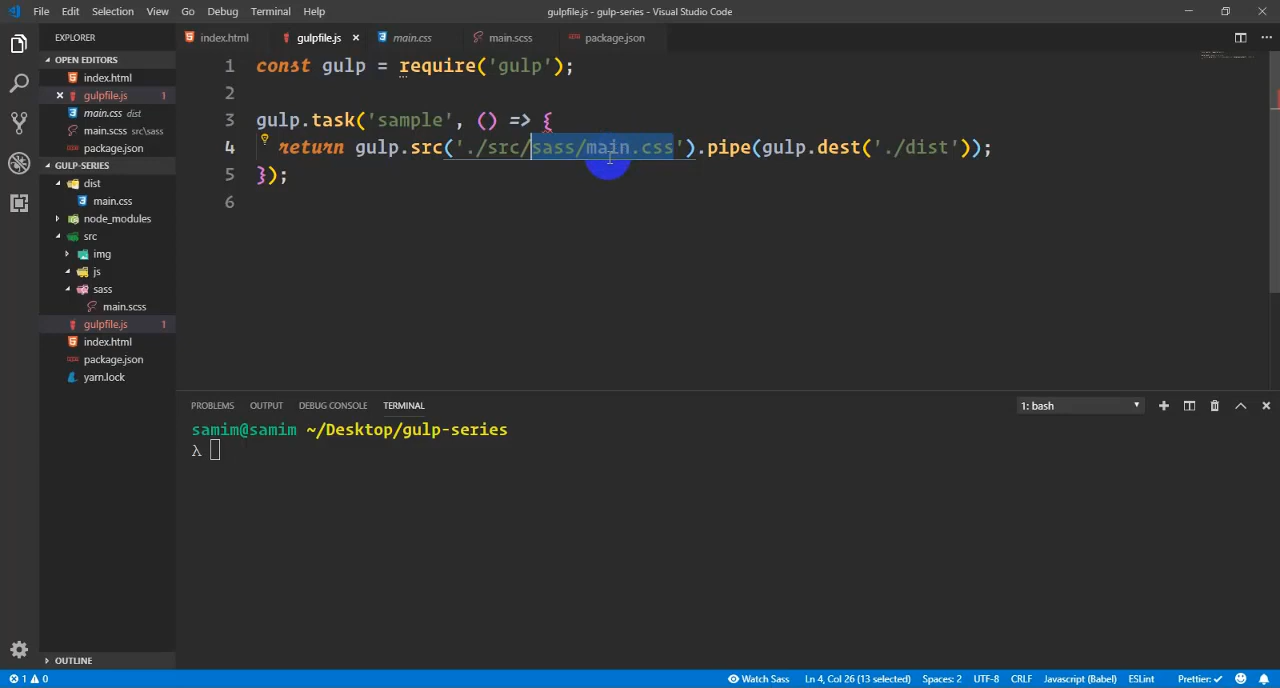 File Edit Selection View Go Debug Terminal Help
gulpfile.js - gulp-series - Visual Studio Code
EXPLORER
index.html gulpfile.js main.css main.scss package.json
OPEN EDITORS
index.html
gulpfile.js 1
main.css dist
main.scss src\sass
package.json
GULP-SERIES
dist
main.css
node_modules
src
img
js
sass
main.scss
gulpfile.js 1
index.html
package.json
yarn.lock
OUTLINE
1 const gulp = require('gulp');
2
3 gulp.task('sample', () => {
4 return gulp.src('./src/sass/main.css').pipe(gulp.dest('./dist'));
5 });
6
PROBLEMS OUTPUT DEBUG CONSOLE TERMINAL
1: bash
samim@samim ~/Desktop/gulp-series
λ
1 0
Watch Sass Ln 4, Col 26 (13 selected) Spaces: 2 UTF-8 CRLF Javascript (Babel) ESLint Prettier: ✓